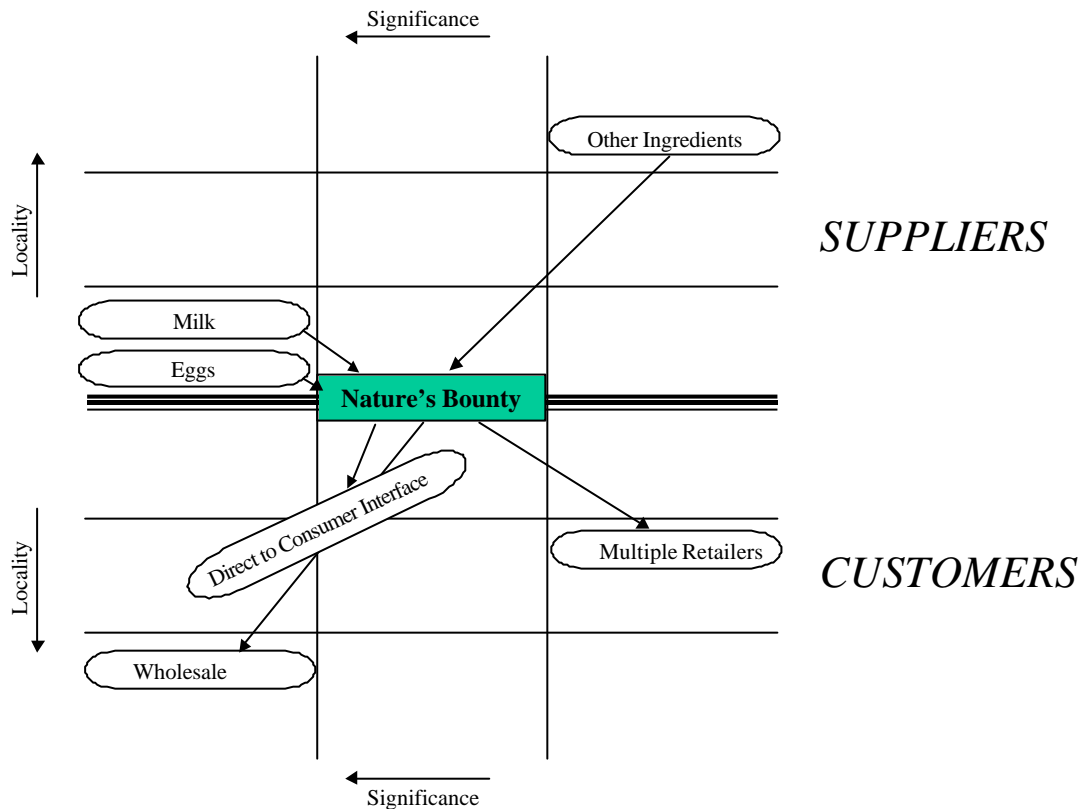 Significance
Other Ingredients
Locality
SUPPLIERS
Milk
Eggs
Nature's Bounty
Direct to Consumer Interface
Locality
Multiple Retailers
CUSTOMERS
Wholesale
Significance